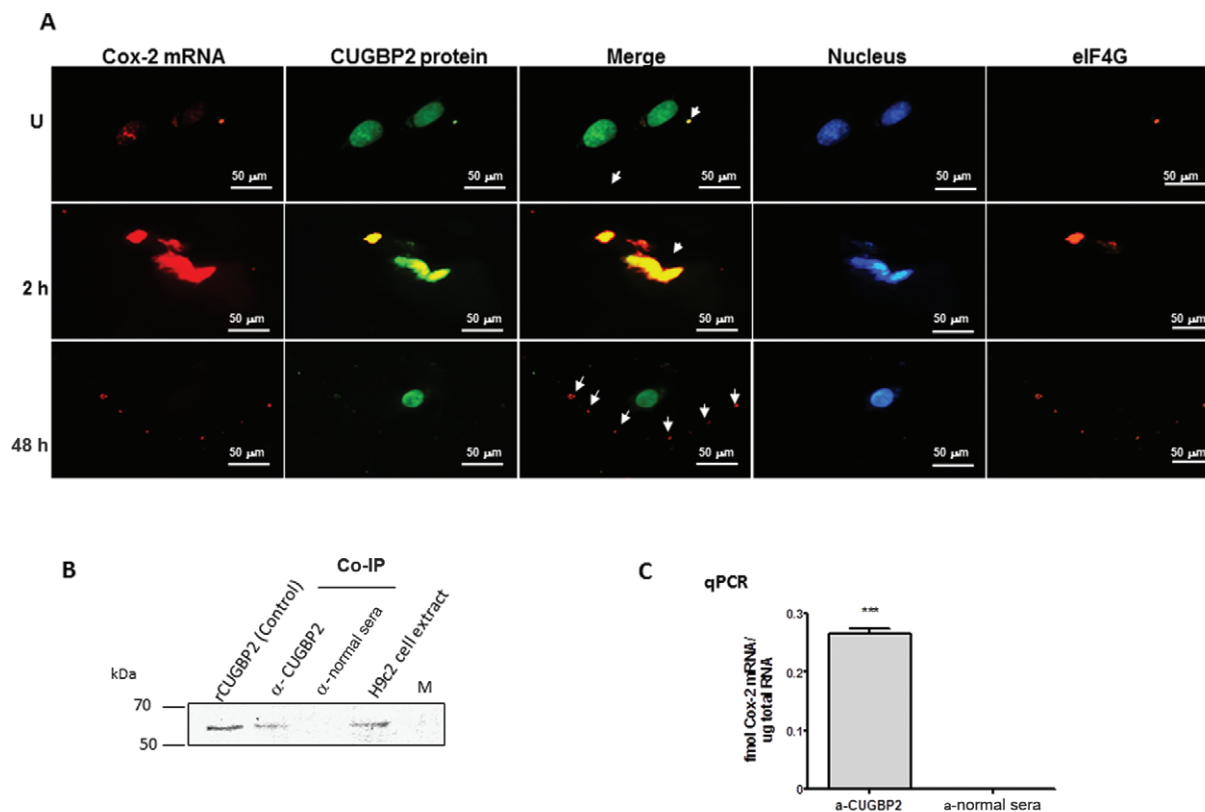 A
Cox-2 mRNA CUGBP2 protein Merge Nucleus eIF4G
U
50 µm 50 µm 50 µm 50 µm 50 µm
2 h
50 µm 50 µm 50 µm 50 µm 50 µm
48 h
50 µm 50 µm 50 µm 50 µm 50 µm
B
Co-IP
kDa
rCUGBP2 (Control)
α-CUGBP2
α-normal sera
H9c2 cell extract
M
70
50
C
qPCR
***
fmol Cox-2 mRNA/
ug total RNA
0.3
0.2
0.1
0
a-CUGBP2 a-normal sera